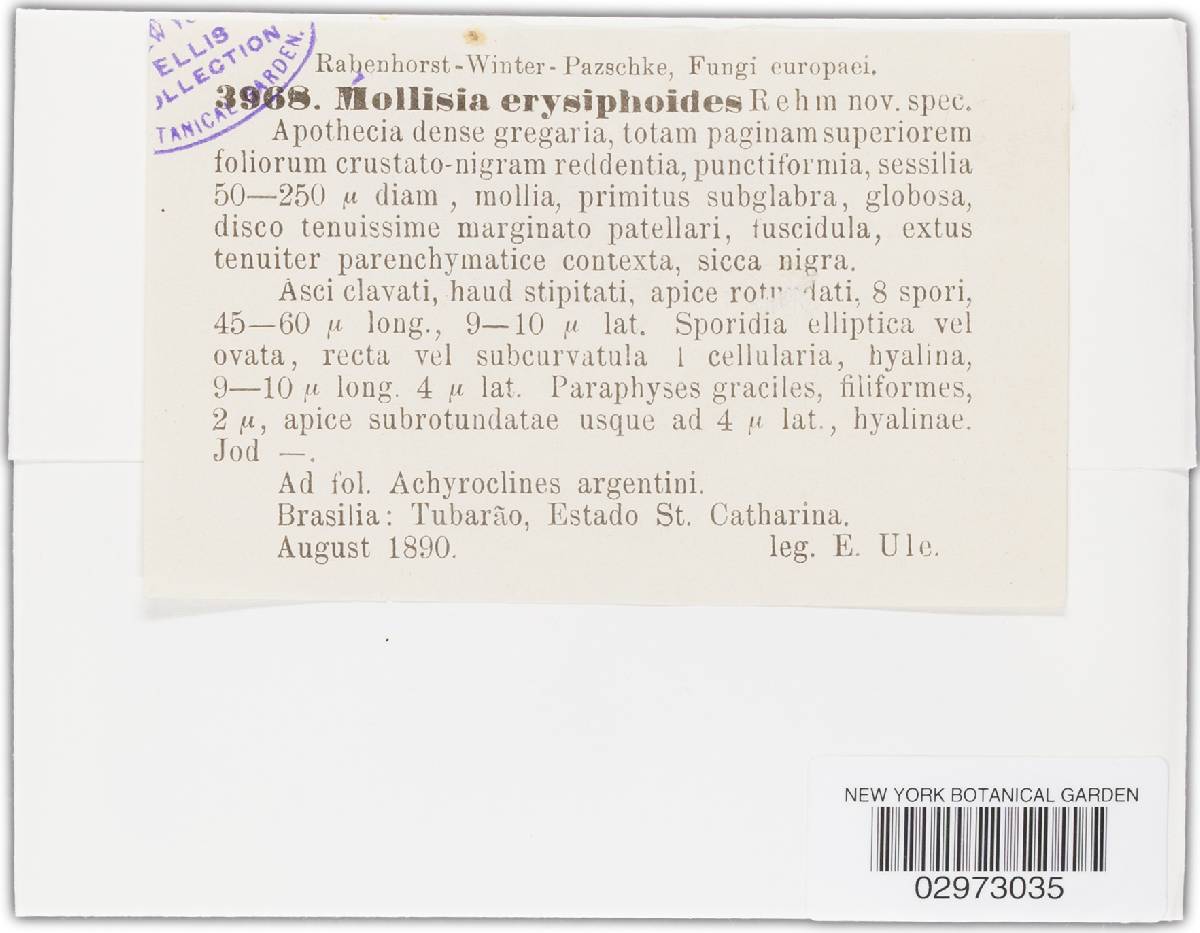 ELLIS
COLLECTION
Rabenhorst-Winter-Pazschke, Fungi europaei.
3968. Mollisia erysiphoides Rehm nov. spec.
Apothecia dense gregaria, totam paginam superiorem
foliorum crustato-nigram reddentia, punctiformia, sessilia
50—250 µ diam , mollia, primitus subglabra, globosa,
disco tenuissime marginato patellari, fuscidula, extus
tenuiter parenchymatice contexta, sicca nigra.
Asci clavati, haud stipitati, apice rotundati, 8 spori,
45—60 µ long., 9—10 µ lat. Sporidia elliptica vel
ovata, recta vel subcurvatula 1 cellularia, hyalina,
9—10 µ long. 4 µ lat. Paraphyses graciles, filiformes,
2 µ, apice subrotundatae usque ad 4 µ lat., hyalinae.
Jod —.
Ad fol. Achyroclines argentini.
Brasilia: Tubarão, Estado St. Catharina.
August 1890. leg. E. Ule.
NEW YORK BOTANICAL GARDEN
02973035